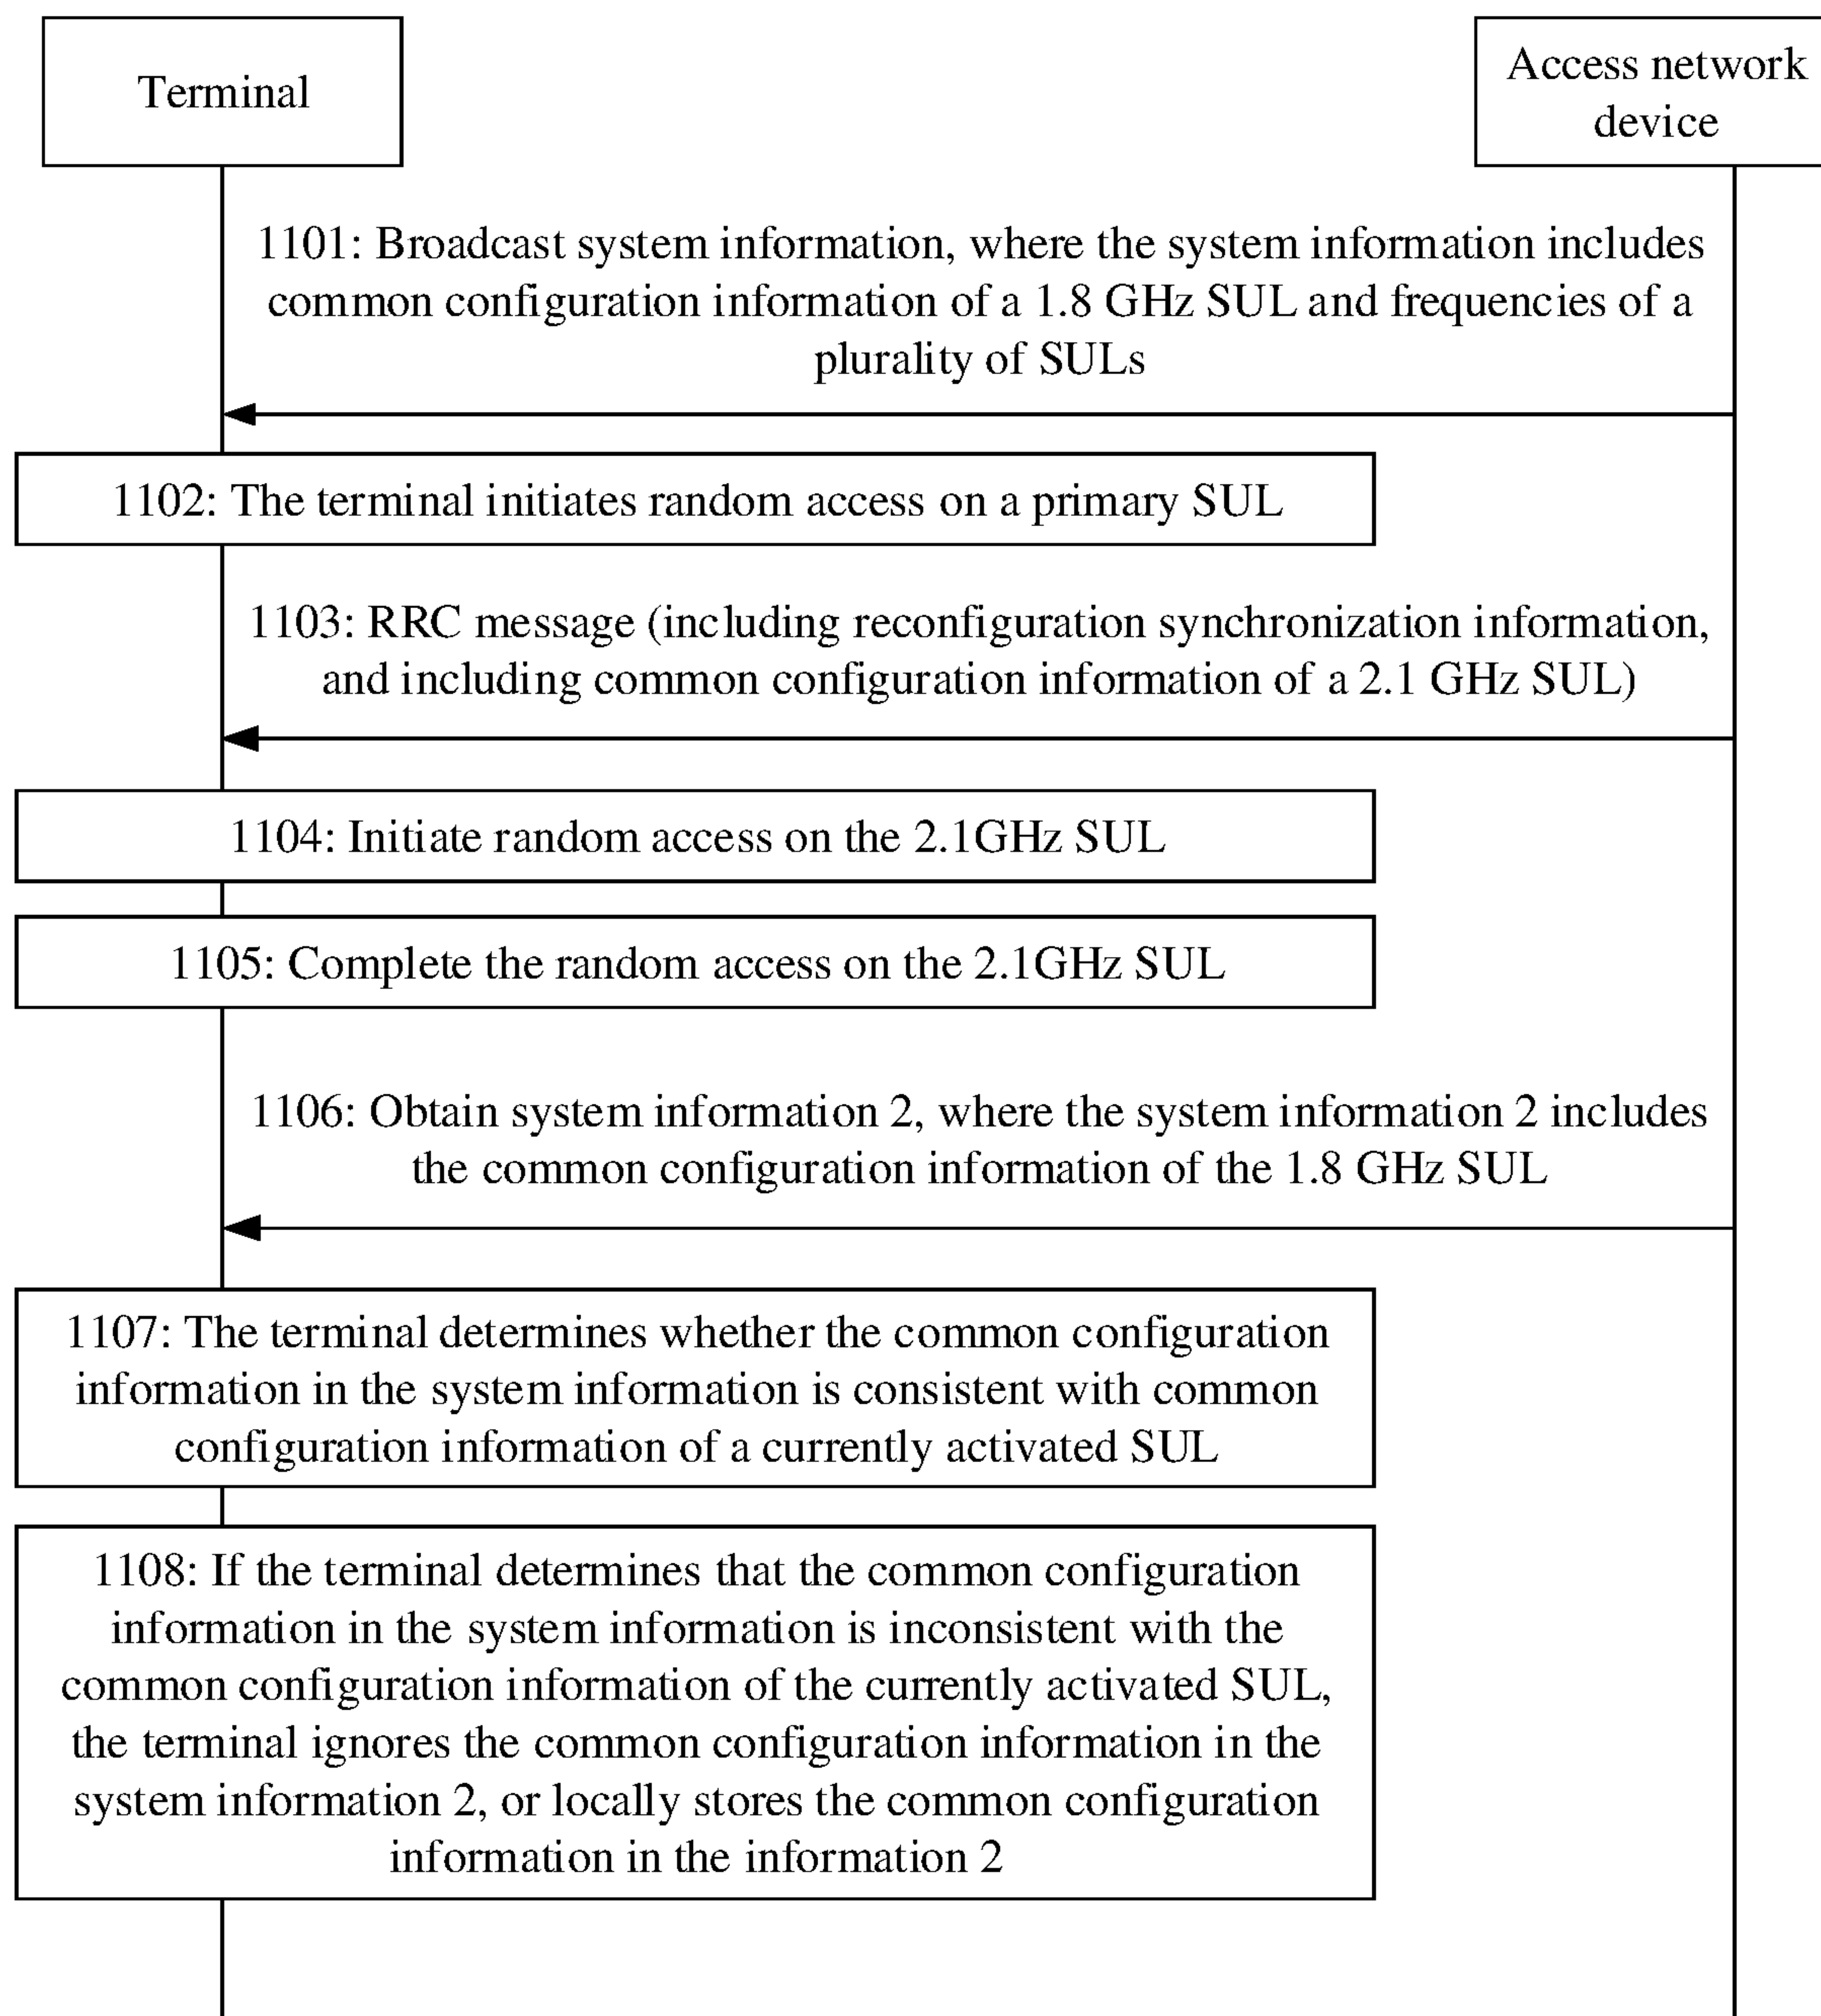 Terminal
Access network
device
1101: Broadcast system information, where the system information includes
common configuration information of a 1.8 GHz SUL and frequencies of a
plurality of SULs
1102: The terminal initiates random access on a primary SUL
1103: RRC message (including reconfiguration synchronization information,
and including common configuration information of a 2.1 GHz SUL)
1104: Initiate random access on the 2.1GHz SUL
1105: Complete the random access on the 2.1GHz SUL
1106: Obtain system information 2, where the system information 2 includes
the common configuration information of the 1.8 GHz SUL
1107: The terminal determines whether the common configuration
information in the system information is consistent with common
configuration information of a currently activated SUL
1108: If the terminal determines that the common configuration
information in the system information is inconsistent with the
common configuration information of the currently activated SUL,
the terminal ignores the common configuration information in the
system information 2, or locally stores the common configuration
information in the information 2